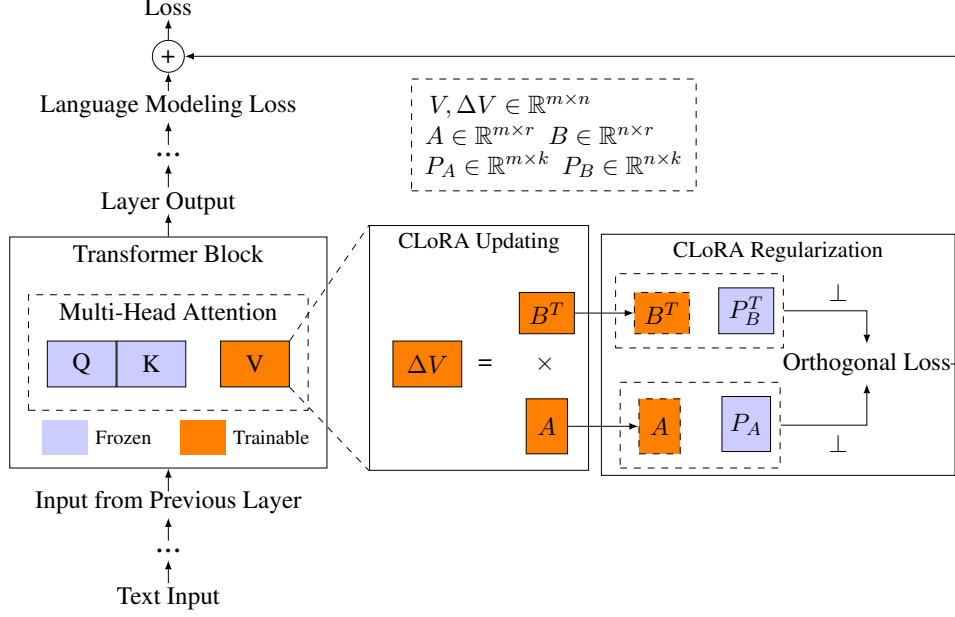 Loss
+
Language Modeling Loss
...
Layer Output
V, ΔV ∈ ℝ^{m×n}
A ∈ ℝ^{m×r} B ∈ ℝ^{n×r}
P_A ∈ ℝ^{m×k} P_B ∈ ℝ^{n×k}
Transformer Block
Multi-Head Attention
Q K V
Frozen Trainable
Input from Previous Layer
...
Text Input
CLoRA Updating
B^T
ΔV = ×
A
CLoRA Regularization
B^T P_B^T ⊥
Orthogonal Loss
A P_A ⊥